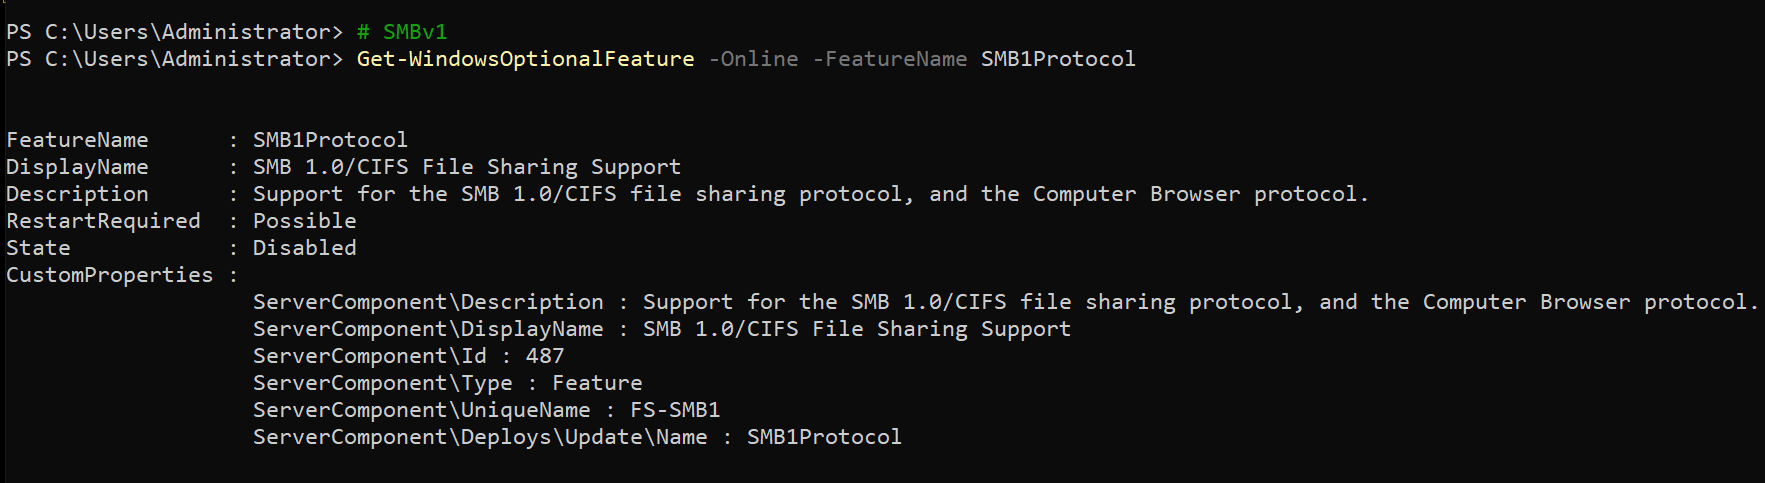 PS C:\Users\Administrator> # SMBv1
PS C:\Users\Administrator> Get-WindowsOptionalFeature -Online -FeatureName SMB1Protocol
FeatureName      : SMB1Protocol
DisplayName      : SMB 1.0/CIFS File Sharing Support
Description      : Support for the SMB 1.0/CIFS file sharing protocol, and the Computer Browser protocol.
RestartRequired  : Possible
State            : Disabled
CustomProperties :
                   ServerComponent\Description : Support for the SMB 1.0/CIFS file sharing protocol, and the Computer Browser protocol.
                   ServerComponent\DisplayName : SMB 1.0/CIFS File Sharing Support
                   ServerComponent\Id : 487
                   ServerComponent\Type : Feature
                   ServerComponent\UniqueName : FS-SMB1
                   ServerComponent\Deploys\Update\Name : SMB1Protocol